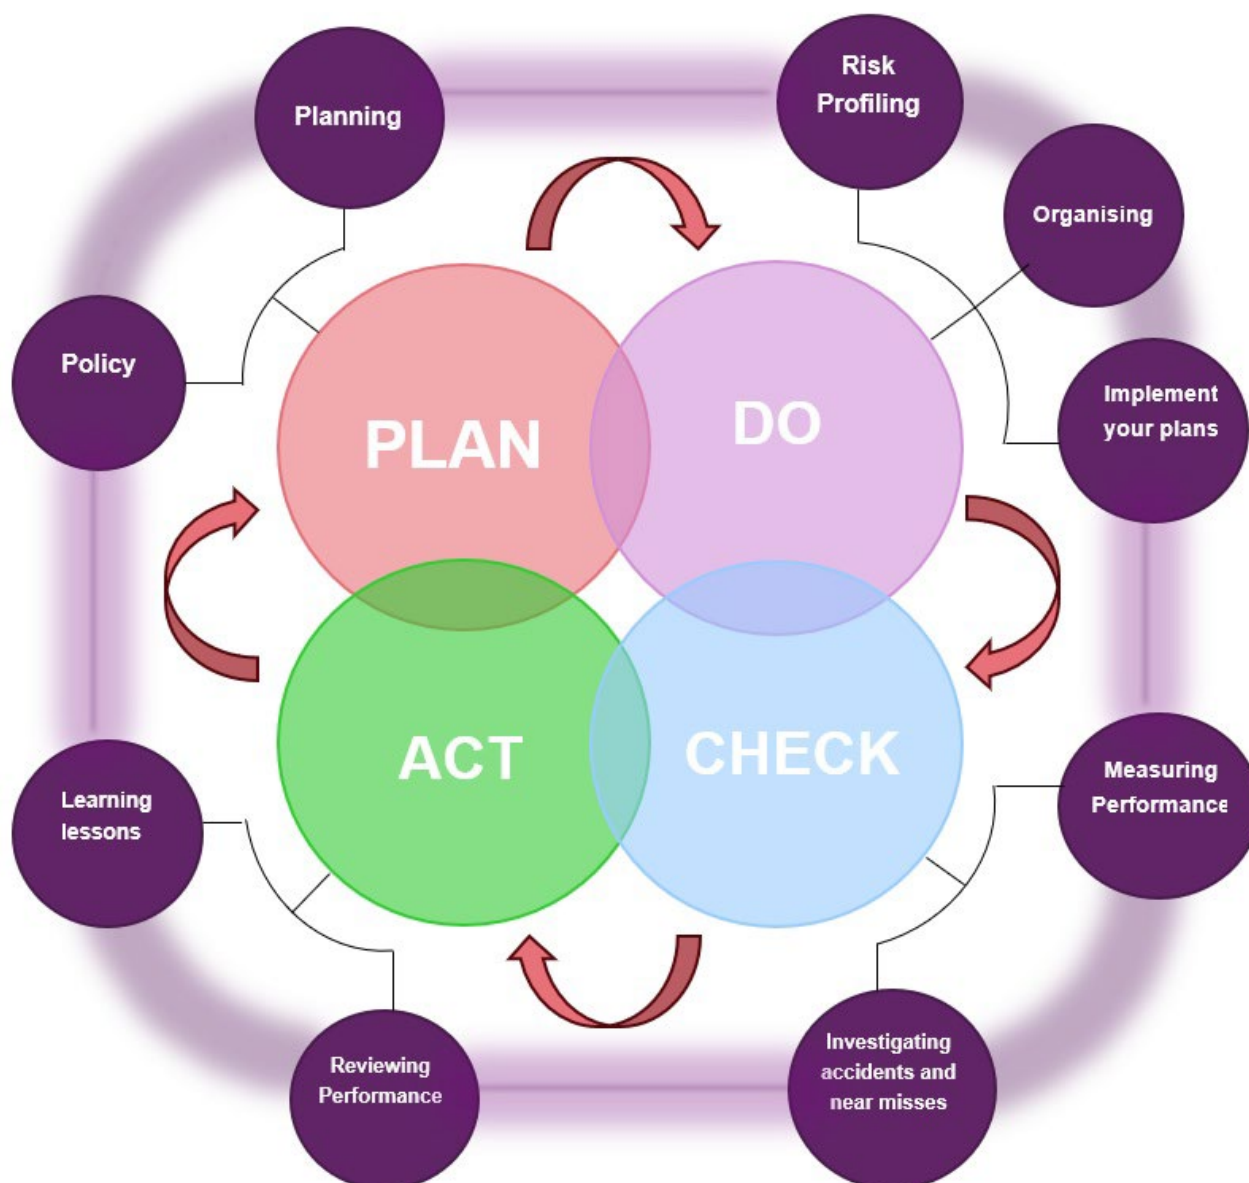 Planning
Risk
Profiling
Organising
Policy
Implement
your plans
PLAN
DO
ACT
CHECK
Learning
lessons
Measuring
Performance
Reviewing
Performance
Investigating
accidents and
near misses